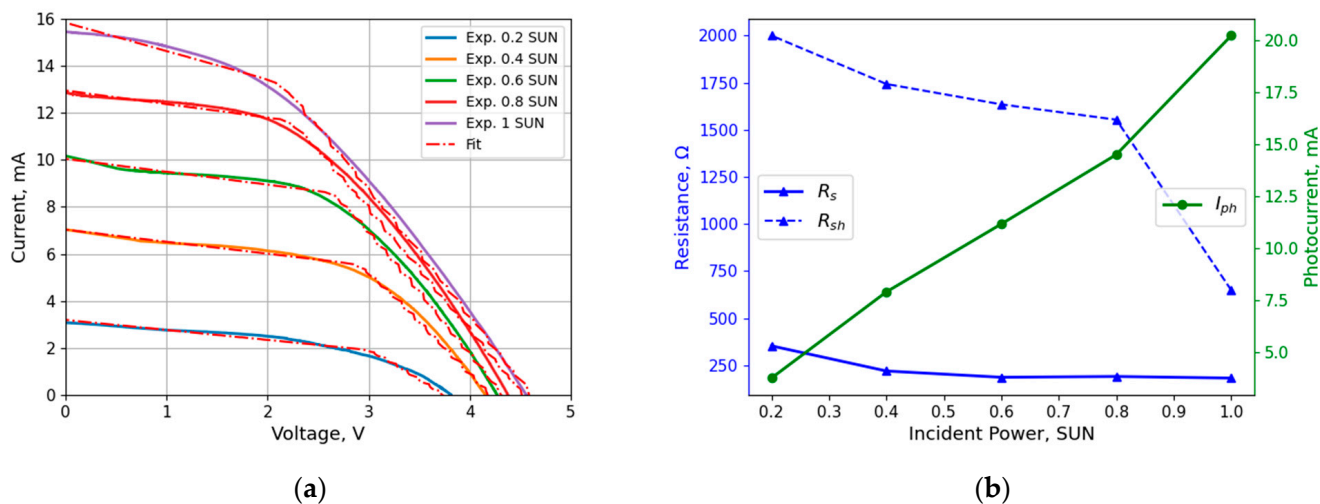 16
14
12
10
8
6
4
2
0
Current, mA
0 1 2 3 4 5
Voltage, V
Exp. 0.2 SUN
Exp. 0.4 SUN
Exp. 0.6 SUN
Exp. 0.8 SUN
Exp. 1 SUN
Fit
(a)
2000
1750
1500
1250
1000
750
500
250
Resistance, Ω
R_s
R_sh
I_ph
0.2 0.3 0.4 0.5 0.6 0.7 0.8 0.9 1.0
Incident Power, SUN
20.0
17.5
15.0
12.5
10.0
7.5
5.0
Photocurrent, mA
(b)